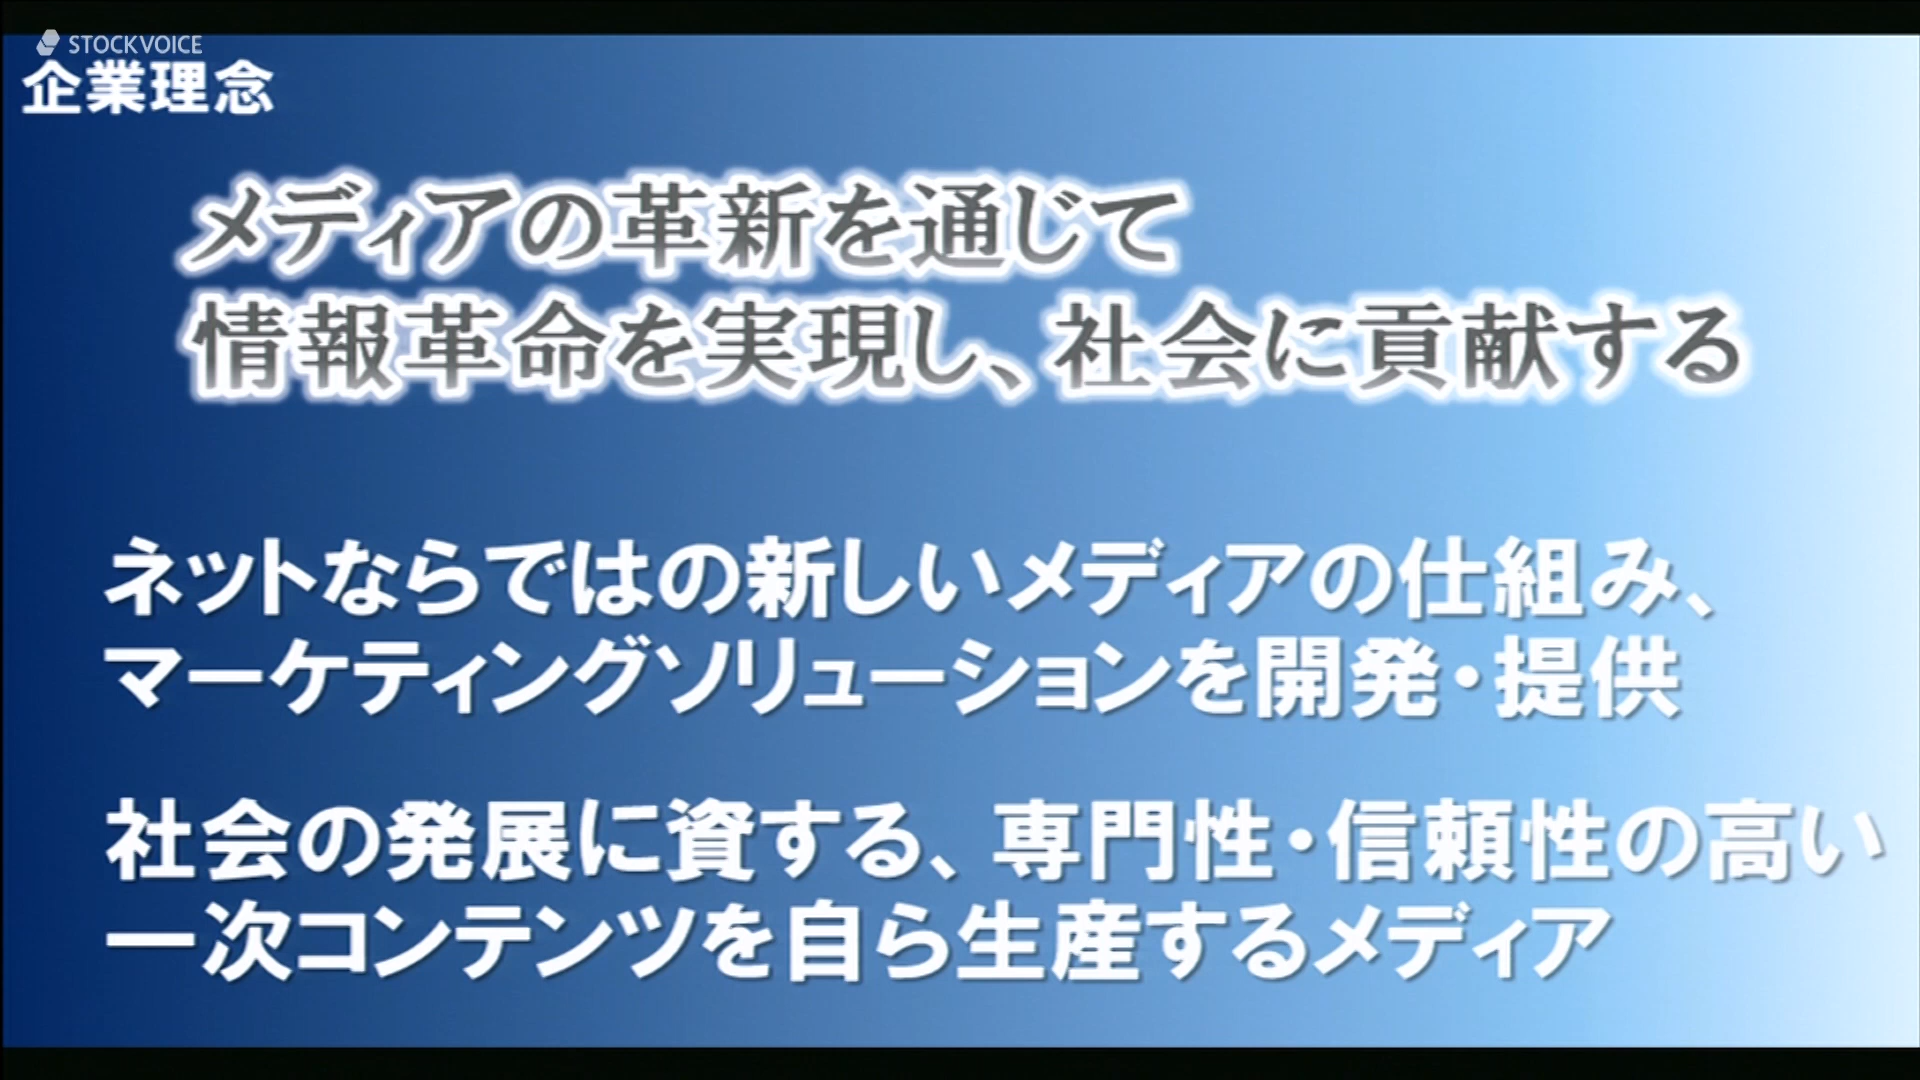 STOCKVOICE
企業理念
メディアの革新を通じて
情報革命を実現し、社会に貢献する
ネットならではの新しいメディアの仕組み、
マーケティングソリューションを開発・提供
社会の発展に資する、専門性・信頼性の高い
一次コンテンツを自ら生産するメディア